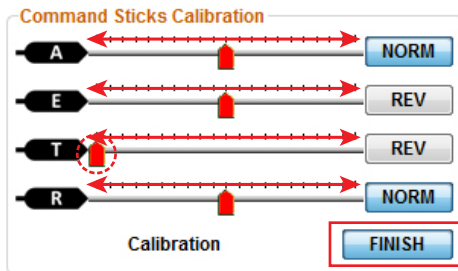 Command Sticks Calibration
A NORM
E REV
T REV
R NORM
Calibration FINISH